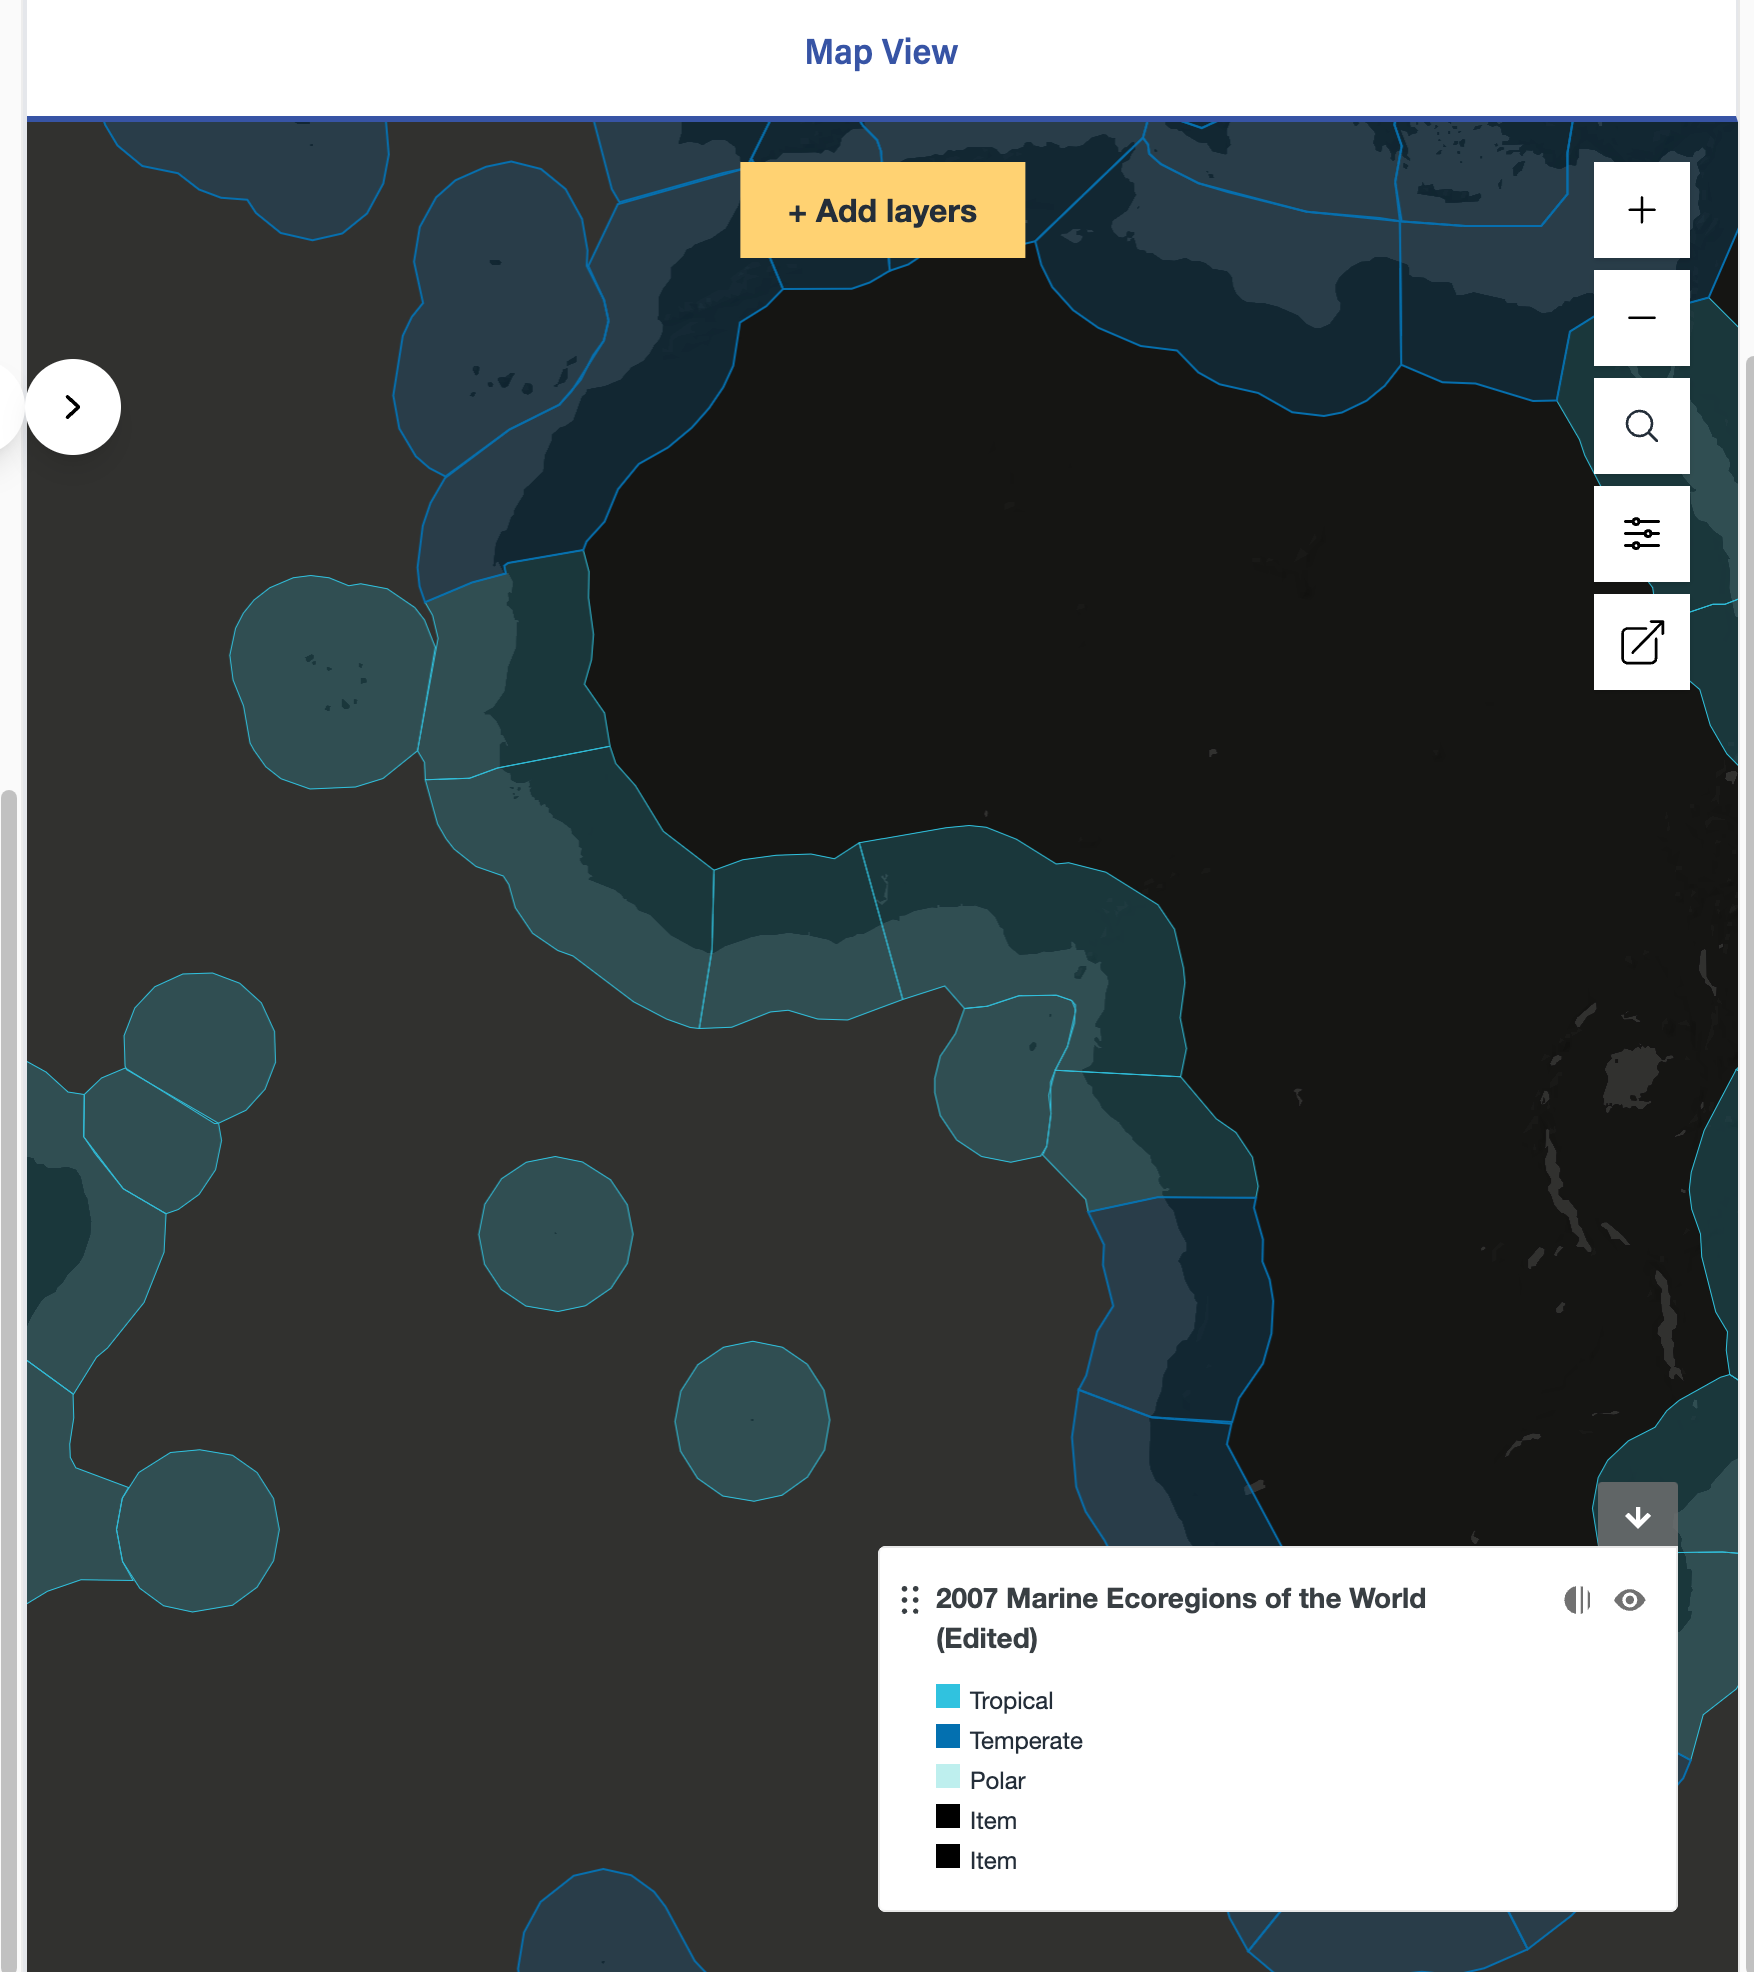 Map View
+ Add layers
2007 Marine Ecoregions of the World
(Edited)
Tropical
Temperate
Polar
Item
Item